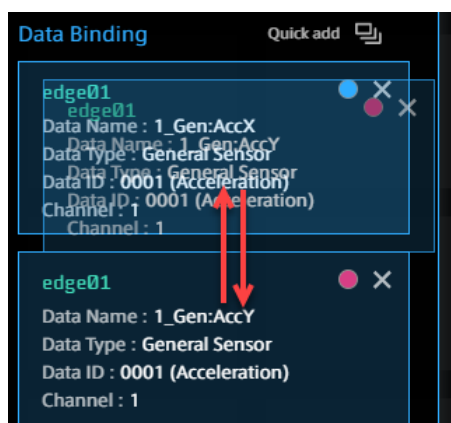 Data Binding Quick add
edge01
edge01
Data Name : 1_Gen:AccX
Data Name : 1_Gen:AccY
Data Type : General Sensor
Data Type : General Sensor
Data ID : 0001 (Acceleration)
Data ID : 0001 (Acceleration)
Channel : 1
Channel : 1
edge01
Data Name : 1_Gen:AccY
Data Type : General Sensor
Data ID : 0001 (Acceleration)
Channel : 1